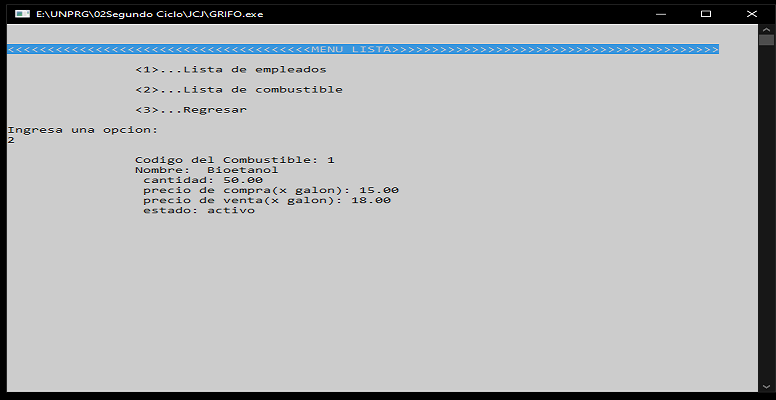 E:\UNPRG\02Segundo Ciclo\JCJ\GRIFO.exe
<<<<<<<<<<<<<<<<<<<<<<<<<<<<<<<<<<<<<<MENU LISTA>>>>>>>>>>>>>>>>>>>>>>>>>>>>>>>>>>>>>>>>>
<1>...Lista de empleados
<2>...Lista de combustible
<3>...Regresar
Ingresa una opcion:
2
Codigo del Combustible: 1
Nombre:  Bioetanol
cantidad: 50.00
precio de compra(x galon): 15.00
precio de venta(x galon): 18.00
estado: activo